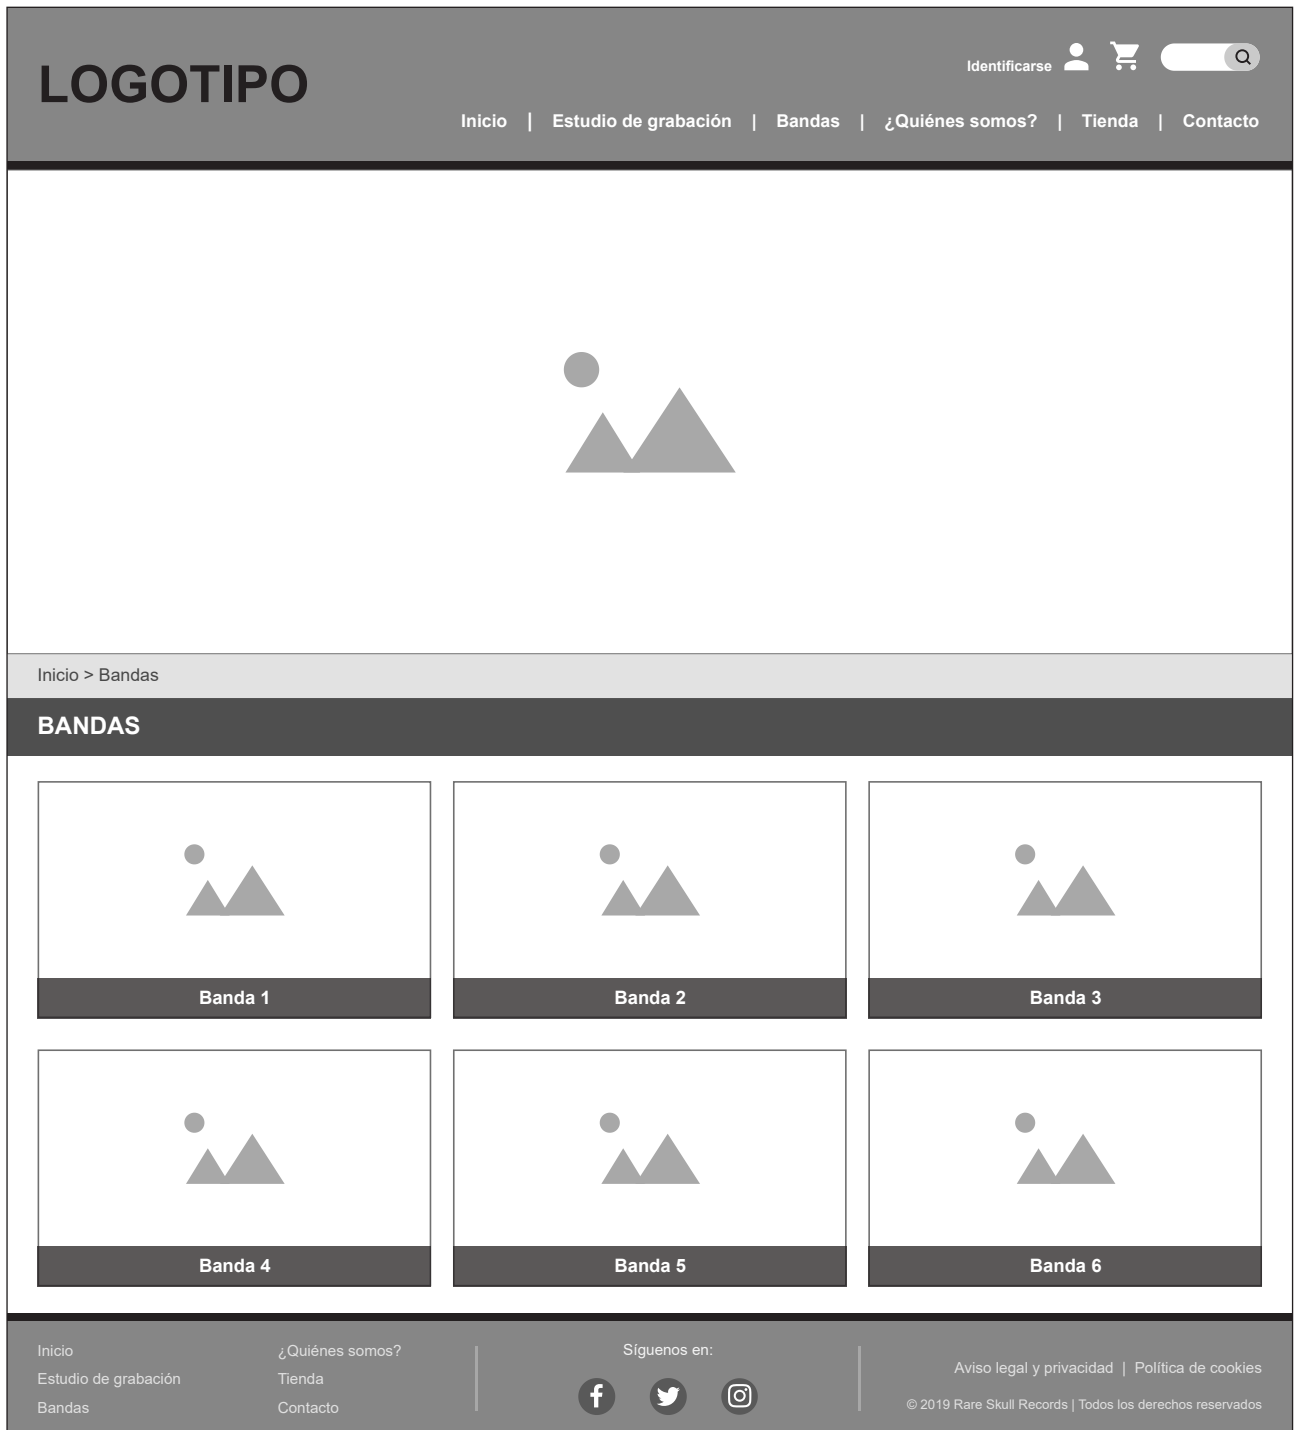 LOGOTIPO
Identificarse
Inicio | Estudio de grabación | Bandas | ¿Quiénes somos? | Tienda | Contacto
Inicio > Bandas
BANDAS
Banda 1
Banda 2
Banda 3
Banda 4
Banda 5
Banda 6
Inicio
Estudio de grabación
Bandas
¿Quiénes somos?
Tienda
Contacto
Síguenos en:
Aviso legal y privacidad | Política de cookies
© 2019 Rare Skull Records | Todos los derechos reservados